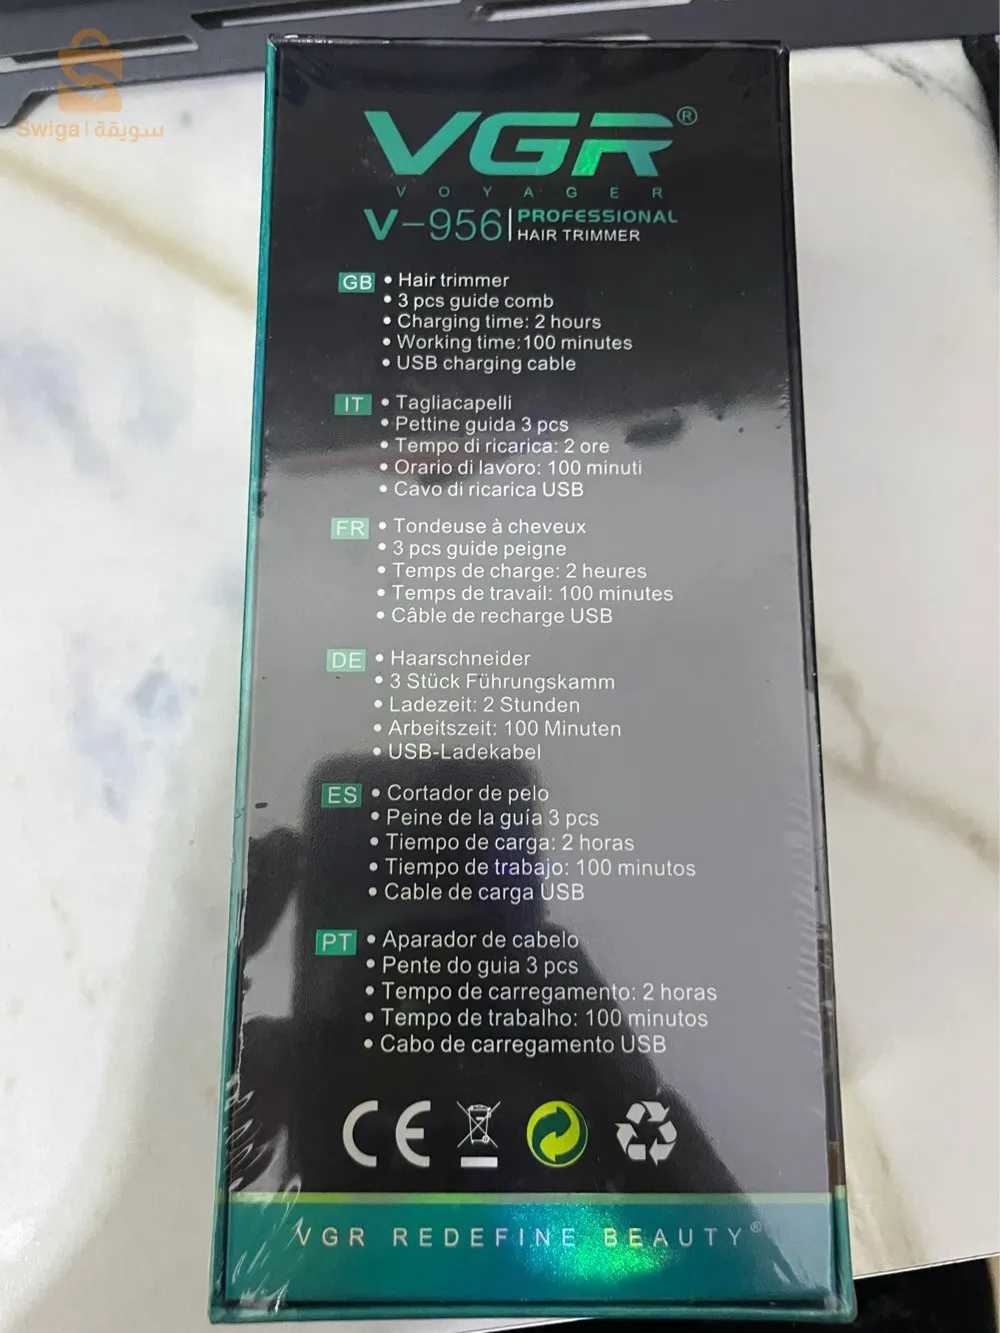 Swiga | سويقة
VGR®
VOYAGER
V-956 | PROFESSIONAL
HAIR TRIMMER
GB • Hair trimmer
• 3 pcs guide comb
• Charging time: 2 hours
• Working time:100 minutes
• USB charging cable
IT • Tagliacapelli
• Pettine guida 3 pcs
• Tempo di ricarica: 2 ore
• Orario di lavoro: 100 minuti
• Cavo di ricarica USB
FR • Tondeuse à cheveux
• 3 pcs guide peigne
• Temps de charge: 2 heures
• Temps de travail: 100 minutes
• Câble de recharge USB
DE • Haarschneider
• 3 Stück Führungskamm
• Ladezeit: 2 Stunden
• Arbeitszeit: 100 Minuten
• USB-Ladekabel
ES • Cortador de pelo
• Peine de la guía 3 pcs
• Tiempo de carga: 2 horas
• Tiempo de trabajo: 100 minutos
• Cable de carga USB
PT • Aparador de cabelo
• Pente do guia 3 pcs
• Tempo de carregamento: 2 horas
• Tempo de trabalho: 100 minutos
• Cabo de carregamento USB
CE
VGR REDEFINE BEAUTY®